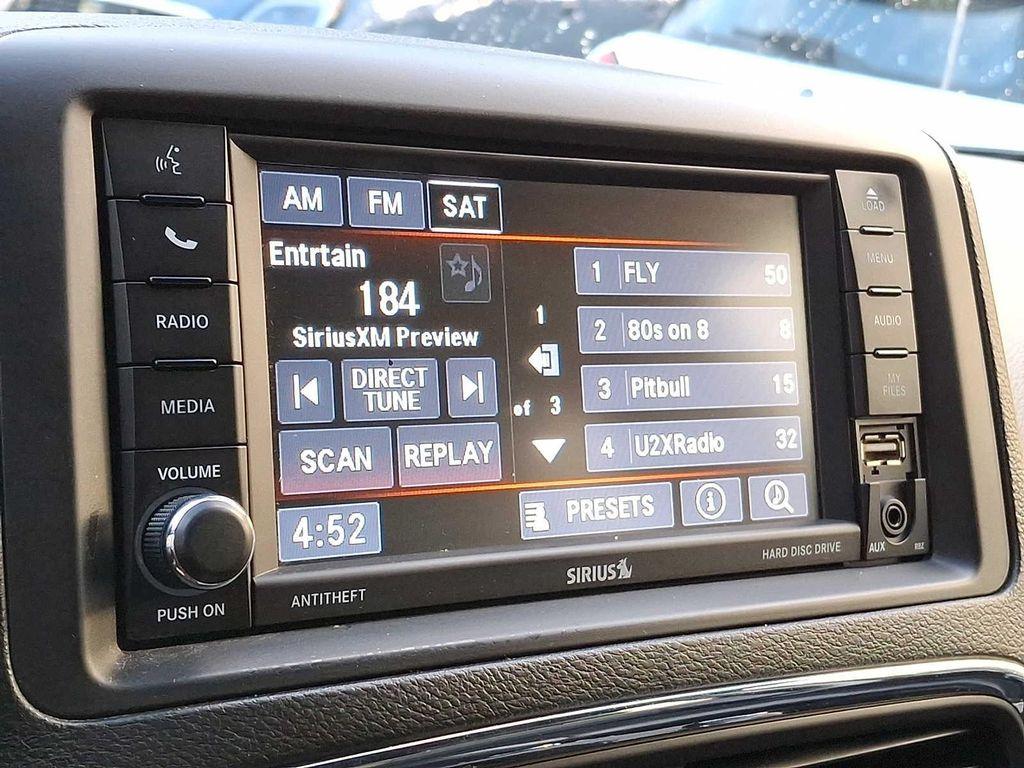 RADIO
MEDIA
VOLUME
PUSH ON
AM FM SAT
Entrtain
184
SiriusXM Preview
DIRECT
TUNE
SCAN REPLAY
4:52
1
of 3
1 FLY 50
2 80s on 8 8
3 Pitbull 15
4 U2XRadio 32
PRESETS
LOAD
MENU
AUDIO
MY
FILES
AUX RBZ
ANTITHEFT
SIRIUS
HARD DISC DRIVE